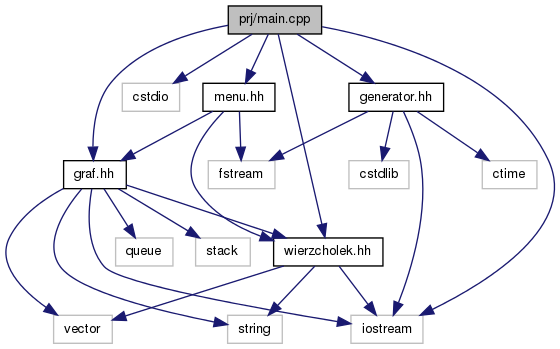 prj/main.cpp
cstdio
menu.hh
generator.hh
graf.hh
fstream
cstdlib
ctime
queue
stack
wierzcholek.hh
vector
string
iostream